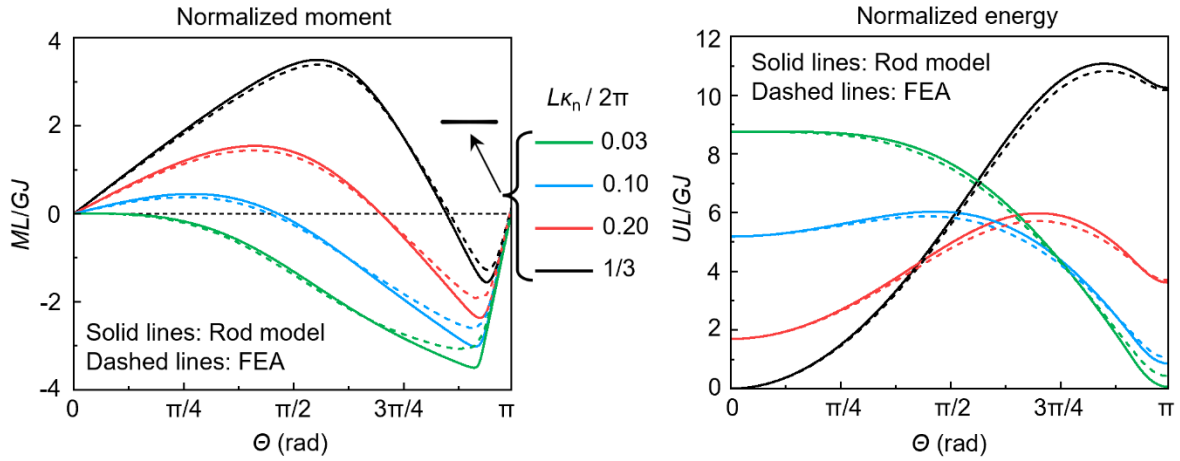 Normalized moment
4
2
0
-2
-4
ML/GJ
Solid lines: Rod model
Dashed lines: FEA
0
π/4
π/2
3π/4
π
Θ (rad)
Lκn / 2π
0.03
0.10
0.20
1/3
Normalized energy
12
10
8
6
4
2
0
UL/GJ
Solid lines: Rod model
Dashed lines: FEA
0
π/4
π/2
3π/4
π
Θ (rad)